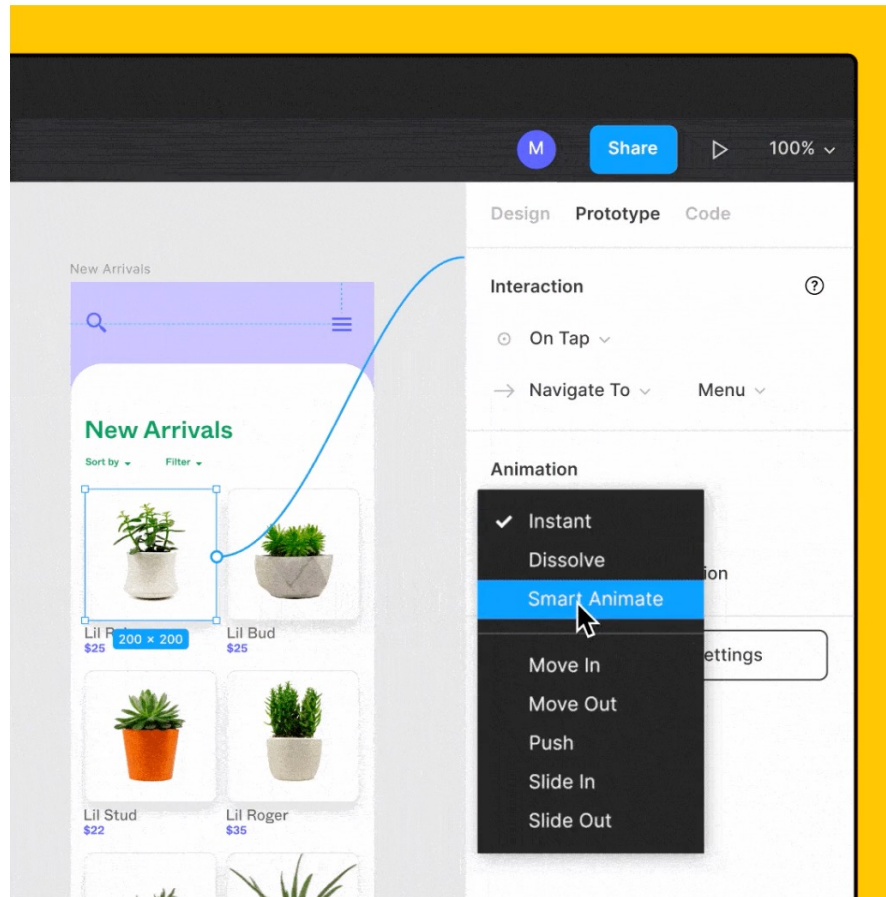 M
Share
100%
Design Prototype Code
New Arrivals
Interaction
On Tap
Navigate To Menu
New Arrivals
Sort by Filter
Animation
Instant
Dissolve
Smart Animate
Move In
Move Out
Push
Slide In
Slide Out
Lil
$25
200 × 200
Lil Bud
$25
Lil Stud
$22
Lil Roger
$35